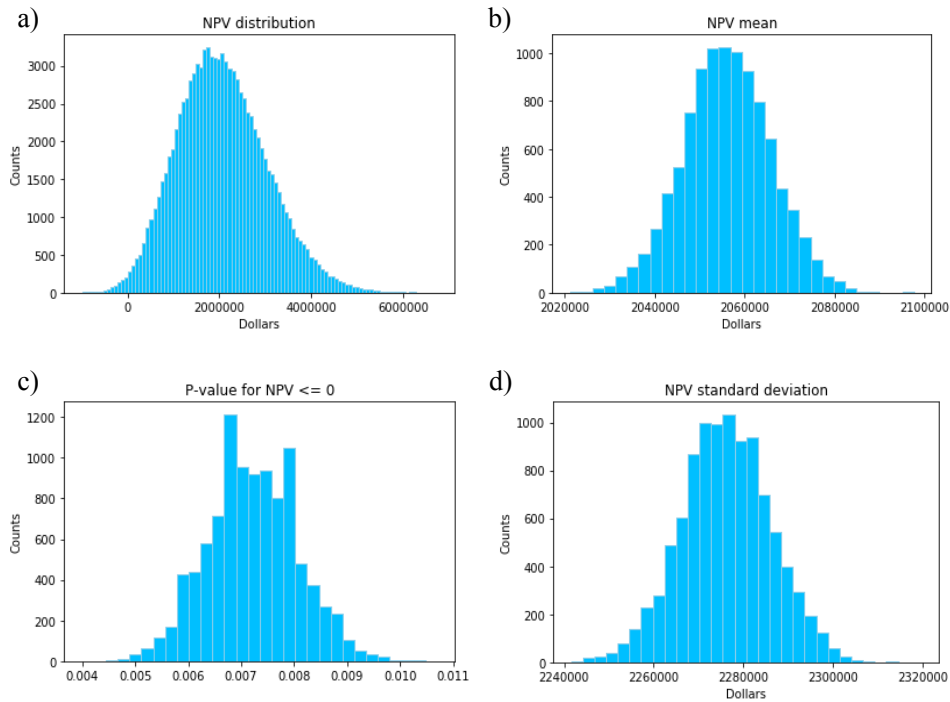 a)
NPV distribution
Counts
3000
2500
2000
1500
1000
500
0
0 2000000 4000000 6000000
Dollars
b)
NPV mean
Counts
1000
800
600
400
200
0
2020000 2040000 2060000 2080000 2100000
Dollars
c)
P-value for NPV <= 0
Counts
1200
1000
800
600
400
200
0
0.004 0.005 0.006 0.007 0.008 0.009 0.010 0.011
d)
NPV standard deviation
Counts
1000
800
600
400
200
0
2240000 2260000 2280000 2300000 2320000
Dollars